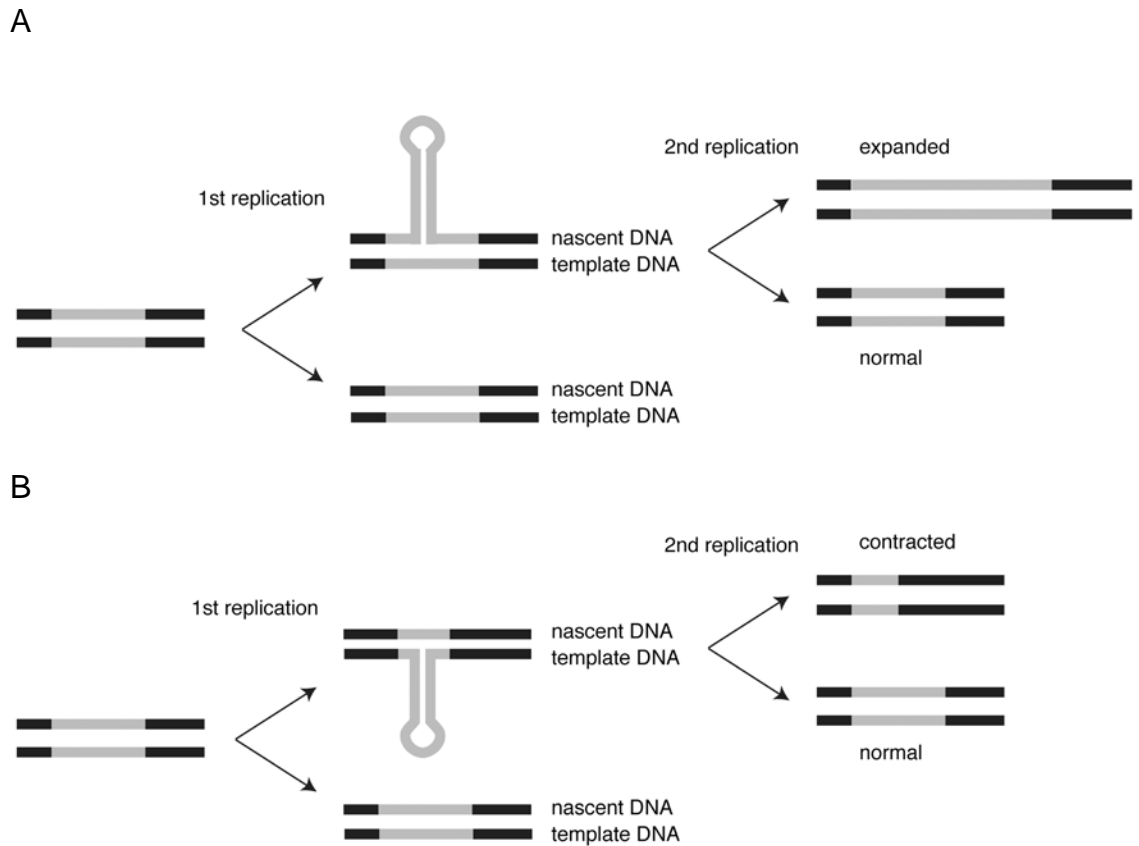 A
2nd replication expanded
1st replication
nascent DNA
template DNA
normal
nascent DNA
template DNA
B
2nd replication contracted
1st replication
nascent DNA
template DNA
normal
nascent DNA
template DNA